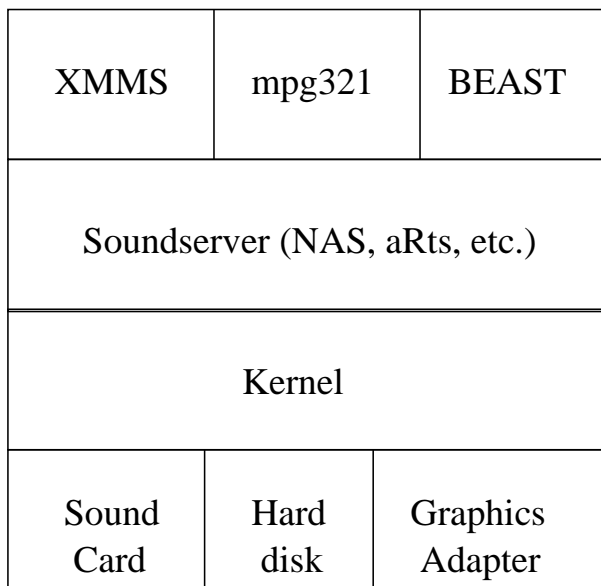 XMMS mpg321 BEAST
Soundserver (NAS, aRts, etc.)
Kernel
Sound Card
Hard disk
Graphics Adapter